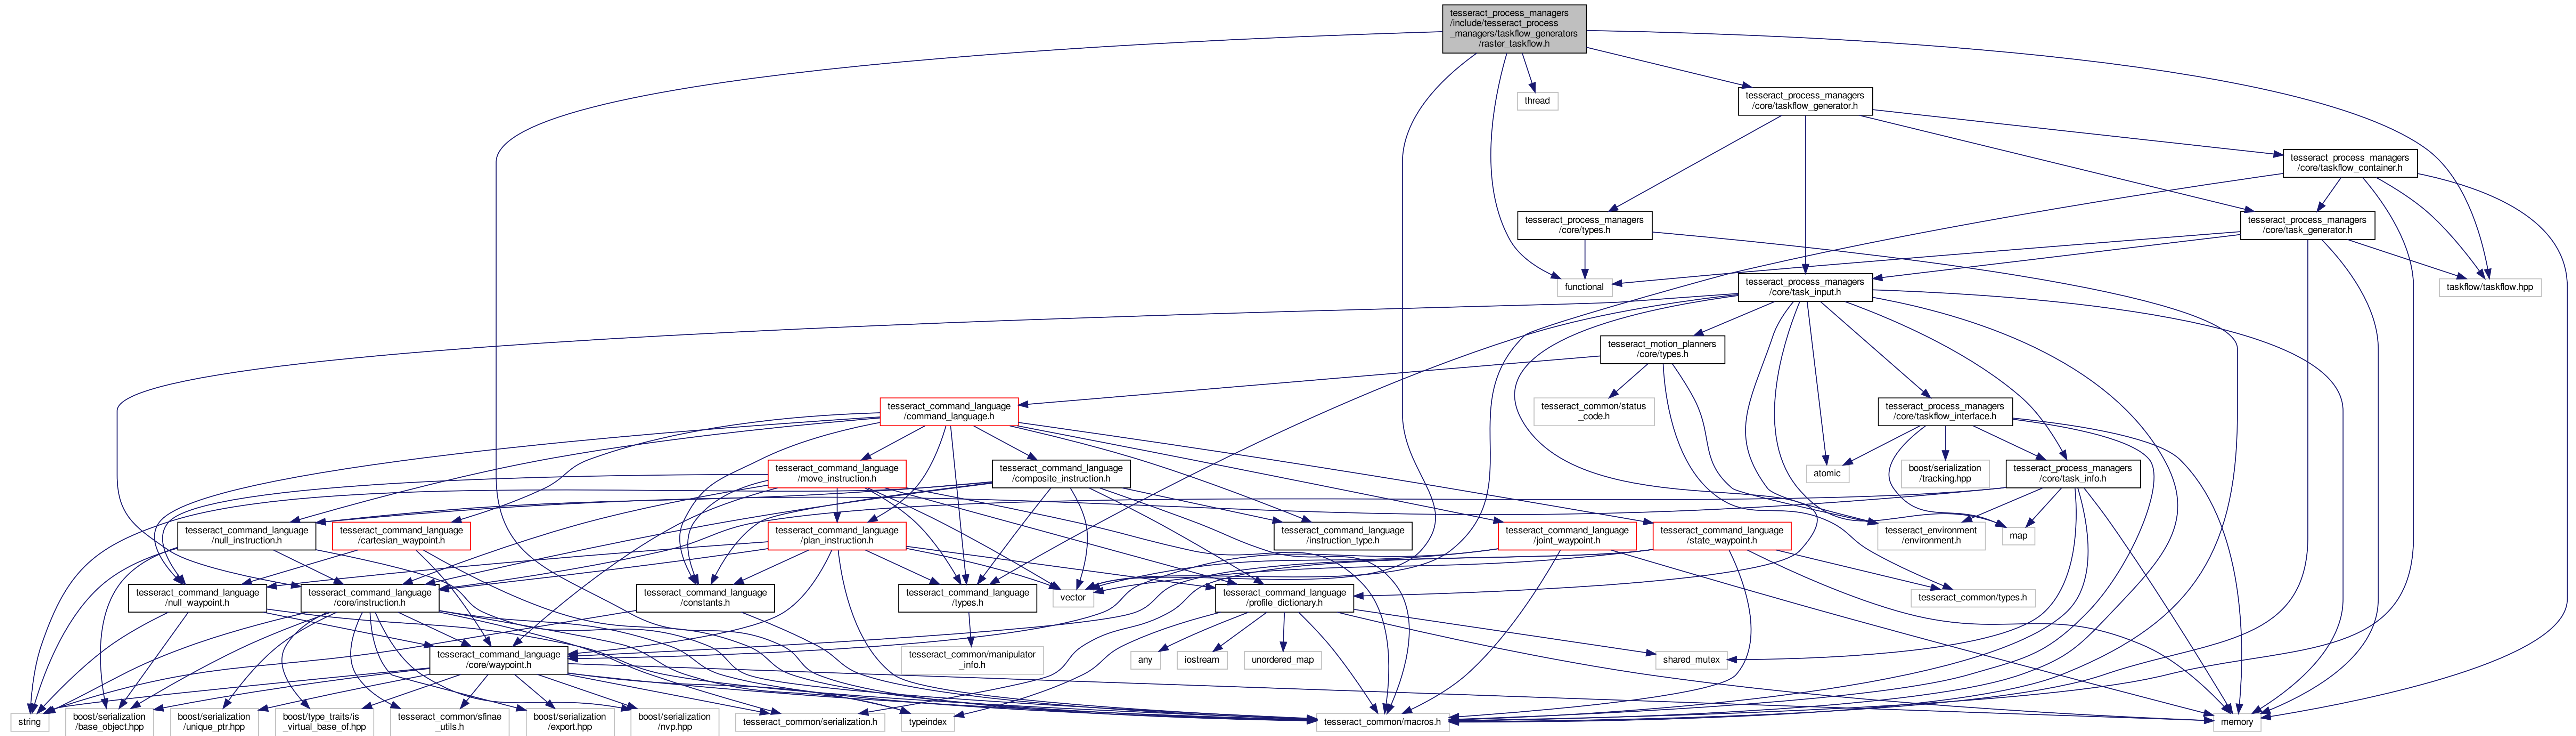 tesseract_process_managers
/include/tesseract_process
_managers/taskflow_generators
/raster_taskflow.h
thread
tesseract_process_managers
/core/taskflow_generator.h
tesseract_process_managers
/core/taskflow_container.h
tesseract_process_managers
/core/types.h
tesseract_process_managers
/core/task_generator.h
functional
tesseract_process_managers
/core/task_input.h
taskflow/taskflow.hpp
tesseract_motion_planners
/core/types.h
tesseract_command_language
/command_language.h
tesseract_common/status
_code.h
tesseract_process_managers
/core/taskflow_interface.h
tesseract_command_language
/move_instruction.h
tesseract_command_language
/composite_instruction.h
atomic
boost/serialization
/tracking.hpp
tesseract_process_managers
/core/task_info.h
tesseract_command_language
/null_instruction.h
tesseract_command_language
/cartesian_waypoint.h
tesseract_command_language
/plan_instruction.h
tesseract_command_language
/instruction_type.h
tesseract_command_language
/joint_waypoint.h
tesseract_command_language
/state_waypoint.h
tesseract_environment
/environment.h
map
tesseract_command_language
/null_waypoint.h
tesseract_command_language
/core/instruction.h
tesseract_command_language
/constants.h
tesseract_command_language
/types.h
vector
tesseract_command_language
/profile_dictionary.h
tesseract_common/types.h
tesseract_command_language
/core/waypoint.h
tesseract_common/manipulator
_info.h
any
iostream
unordered_map
shared_mutex
string
boost/serialization
/base_object.hpp
boost/serialization
/unique_ptr.hpp
boost/type_traits/is
_virtual_base_of.hpp
tesseract_common/sfinae
_utils.h
boost/serialization
/export.hpp
boost/serialization
/nvp.hpp
tesseract_common/serialization.h
typeindex
tesseract_common/macros.h
memory